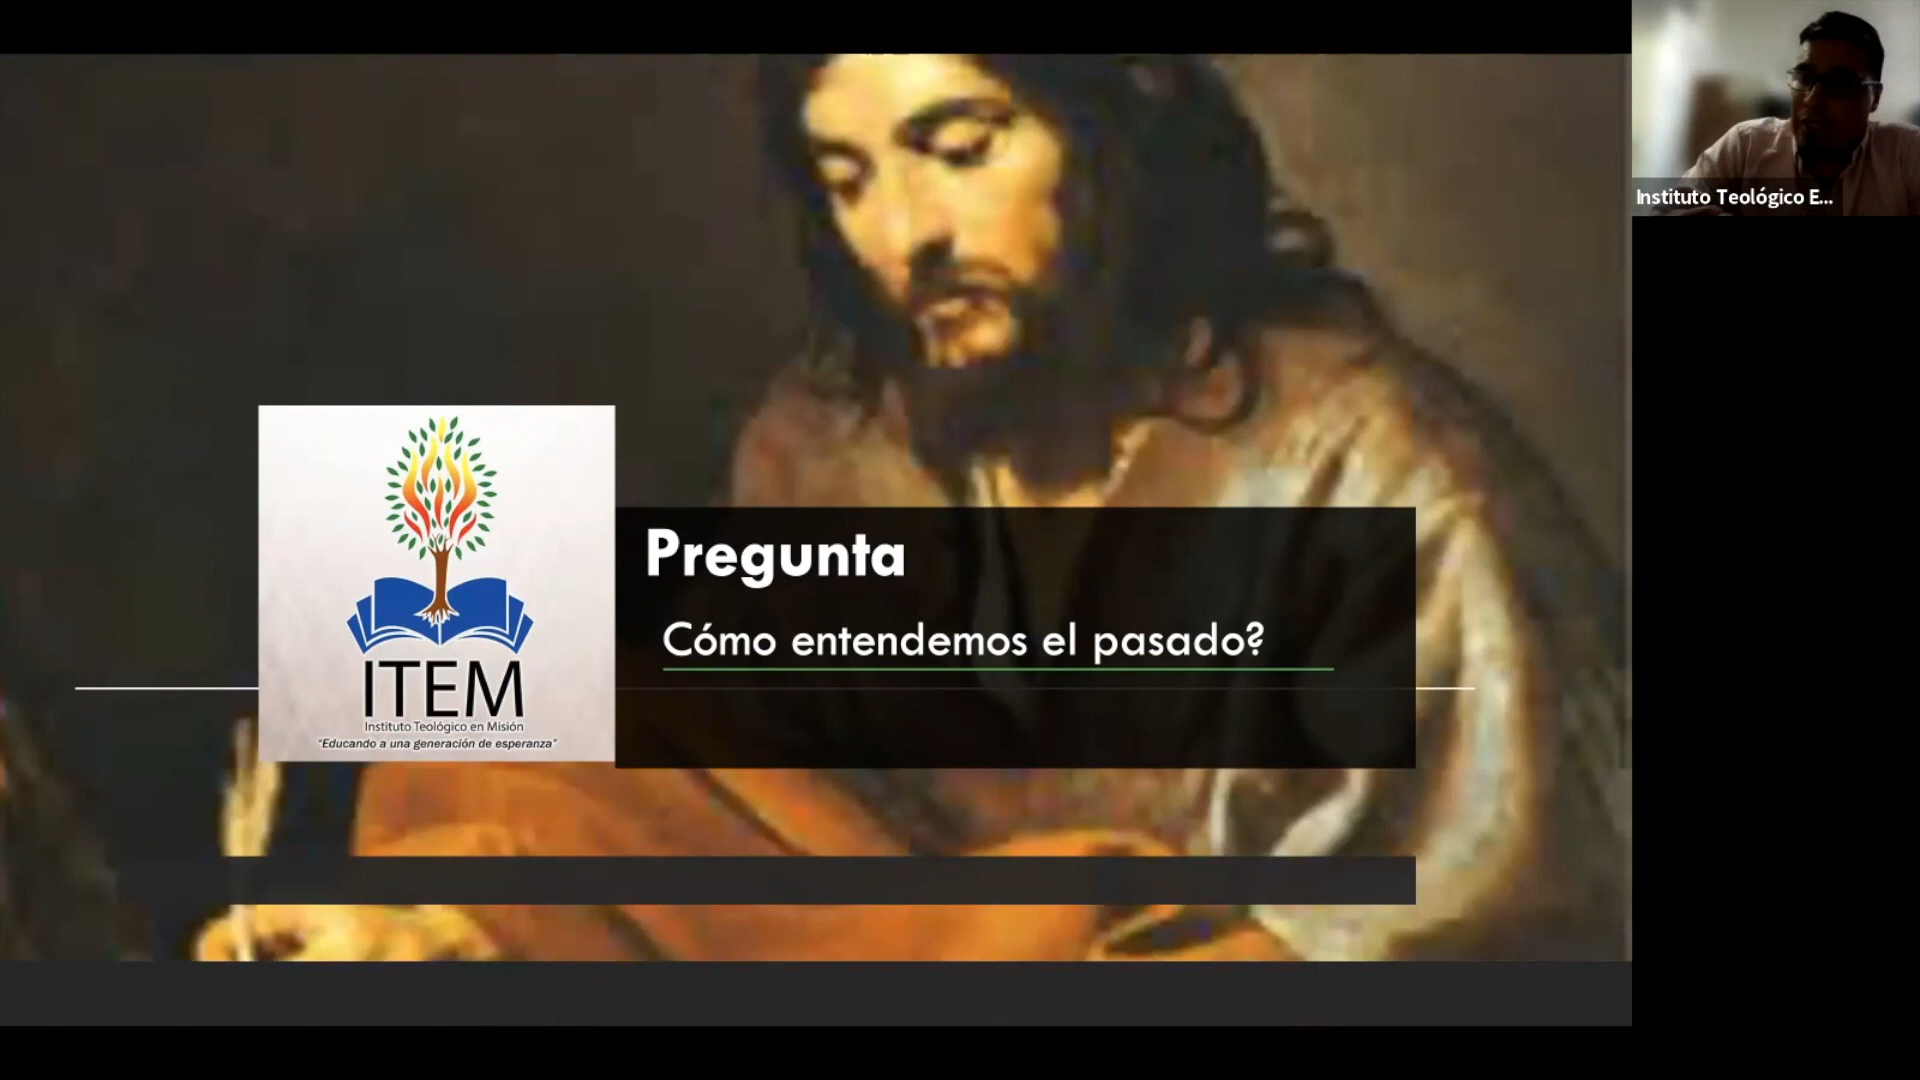 Instituto Teológico E...
Pregunta
Cómo entendemos el pasado?
ITEM
Instituto Teológico en Misión
"Educando a una generación de esperanza"